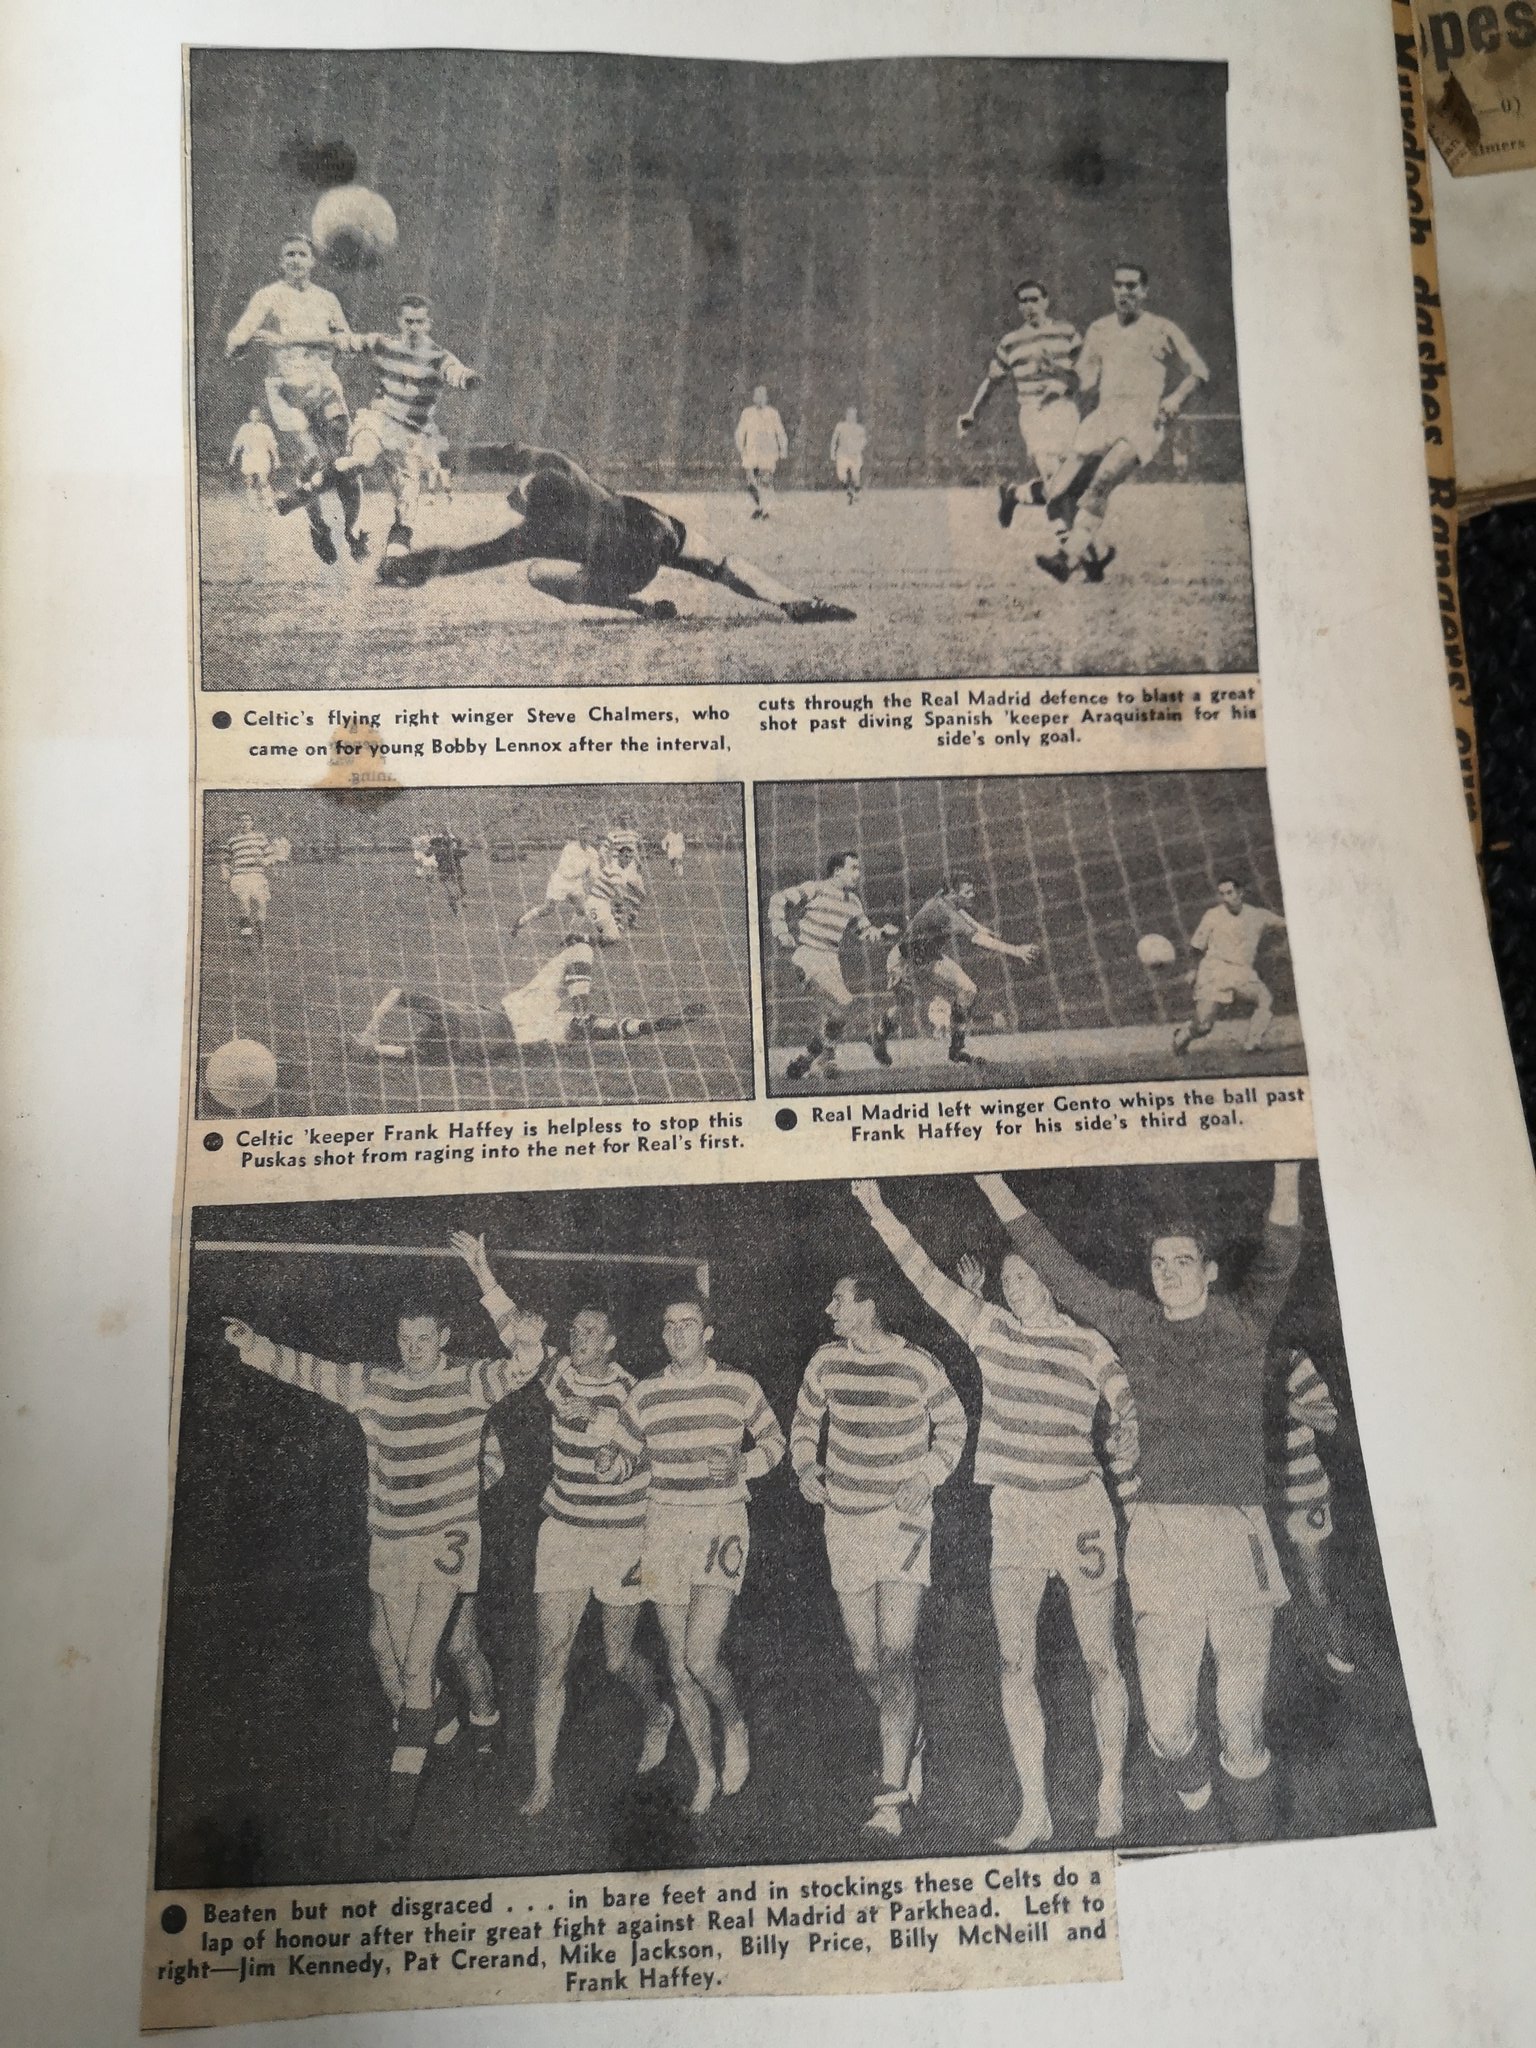 ● Celtic's flying right winger Steve Chalmers, who
came on for young Bobby Lennox after the interval,
cuts through the Real Madrid defence to blast a great
shot past diving Spanish 'keeper Araquistain for his
side's only goal.
● Celtic 'keeper Frank Haffey is helpless to stop this
Puskas shot from raging into the net for Real's first.
● Real Madrid left winger Gento whips the ball past
Frank Haffey for his side's third goal.
3
10
7
5
1
● Beaten but not disgraced . . . in bare feet and in stockings these Celts do a
lap of honour after their great fight against Real Madrid at Parkhead. Left to
right—Jim Kennedy, Pat Crerand, Mike Jackson, Billy Price, Billy McNeill and
Frank Haffey.
Murdoch dashes Rangers'
opes
—0)
almers